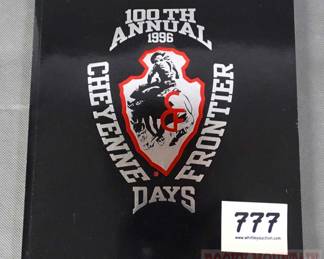 100TH
ANNUAL
1996
CHEYENNE
FRONTIER
DAYS
777